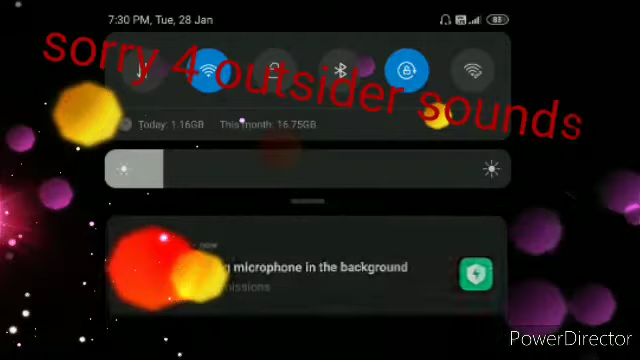 7:30 PM, Tue, 28 Jan
83
sorry 4 outsider sounds
Today: 1.16GB This month: 16.75GB
now
microphone in the background
PowerDirector